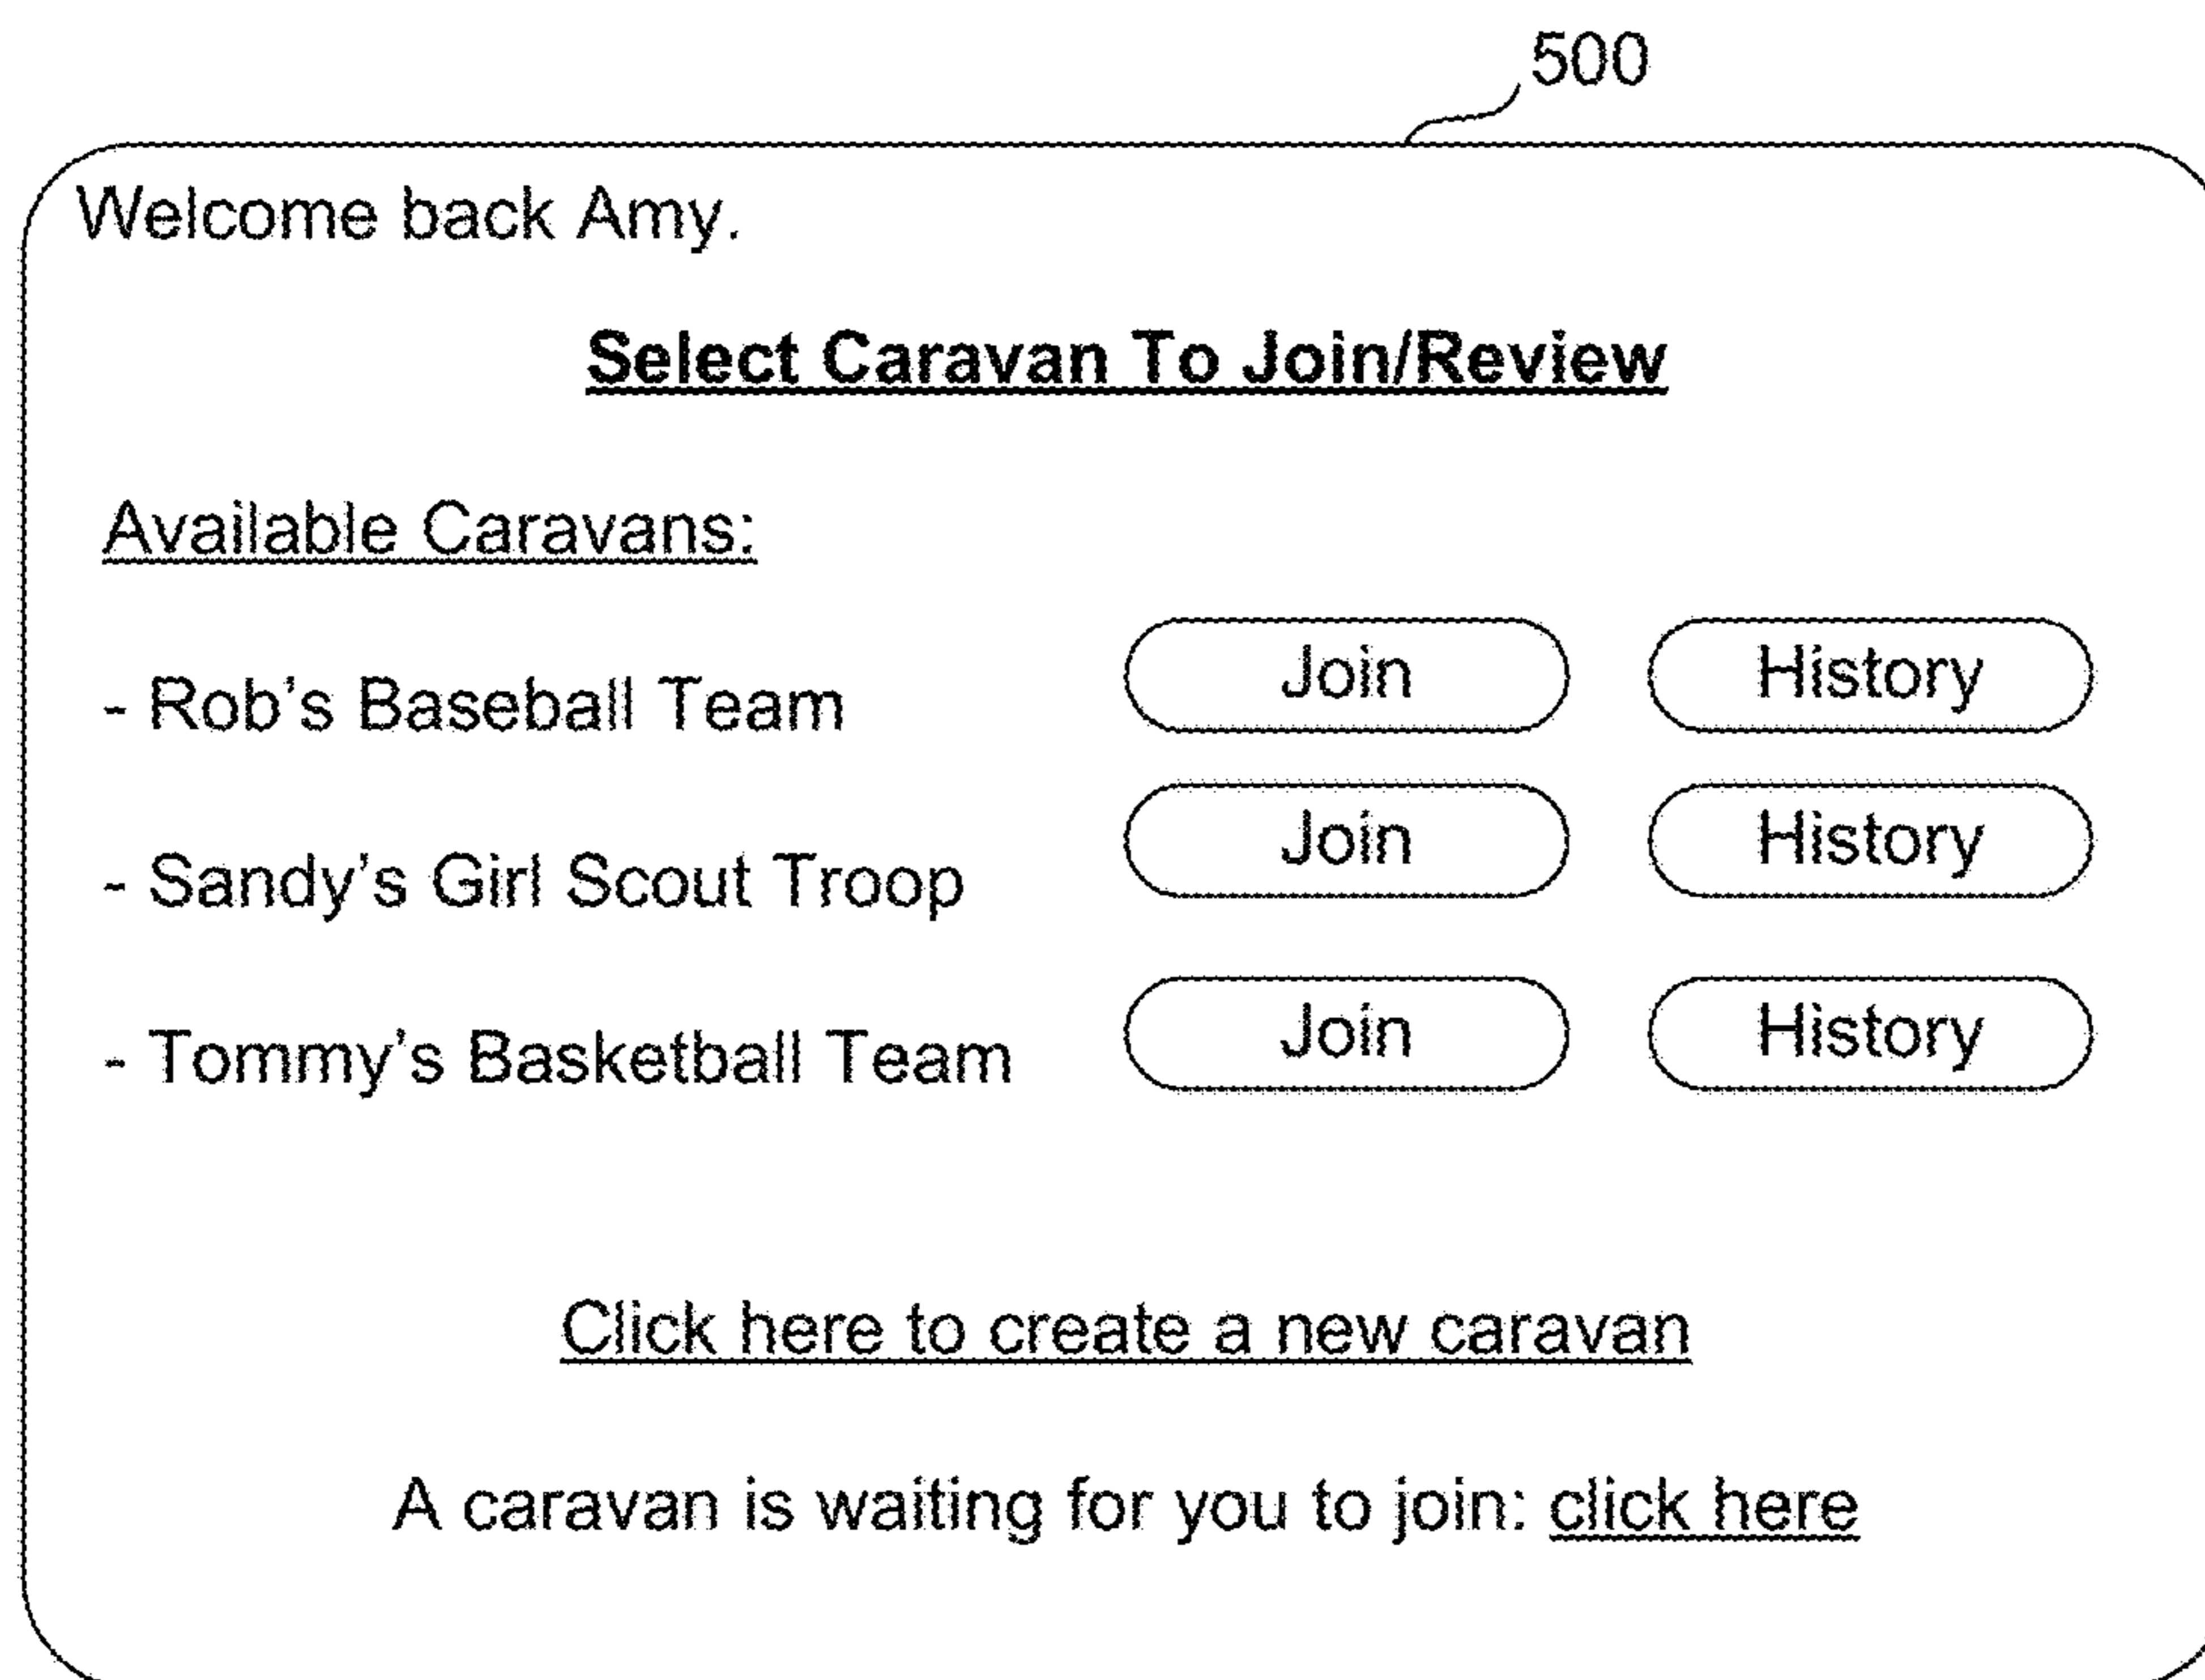 500
Welcome back Amy.
Select Caravan To Join/Review
Available Caravans:
- Rob's Baseball Team Join History
- Sandy's Girl Scout Troop Join History
- Tommy's Basketball Team Join History
Click here to create a new caravan
A caravan is waiting for you to join: click here